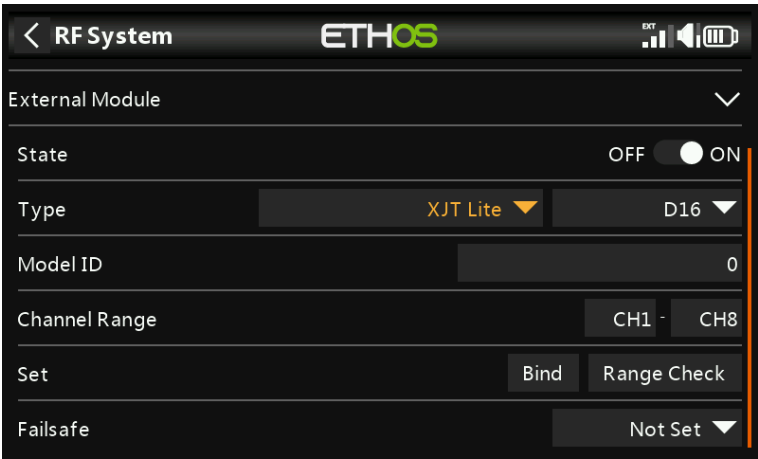 RF System ETHOS EXT
External Module
State OFF ON
Type XJT Lite D16
Model ID 0
Channel Range CH1 - CH8
Set Bind Range Check
Failsafe Not Set